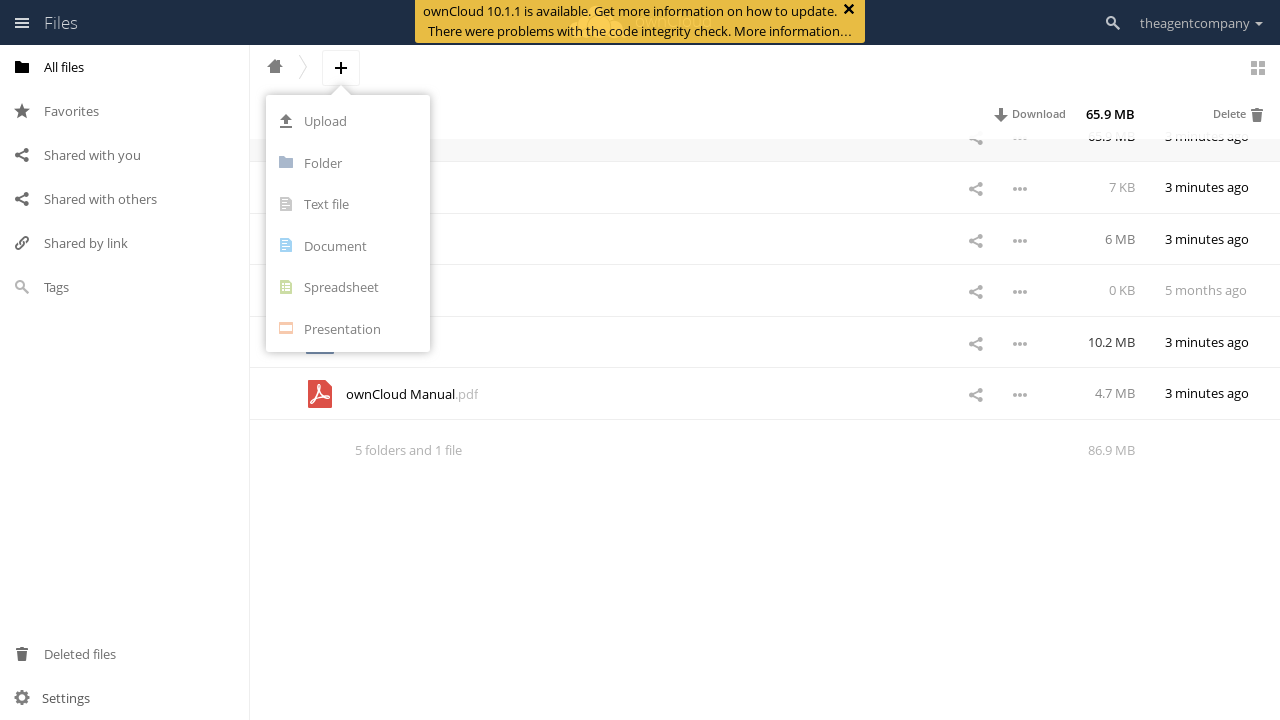 Files
ownCloud 10.1.1 is available. Get more information on how to update.
There were problems with the code integrity check. More information…
theagentcompany
All files
Favorites
Shared with you
Shared with others
Shared by link
Tags
Deleted files
Settings
Upload
Folder
Text file
Document
Spreadsheet
Presentation
Download 65.9 MB Delete
65.9 MB 3 minutes ago
7 KB 3 minutes ago
6 MB 3 minutes ago
0 KB 5 months ago
10.2 MB 3 minutes ago
ownCloud Manual.pdf 4.7 MB 3 minutes ago
5 folders and 1 file 86.9 MB